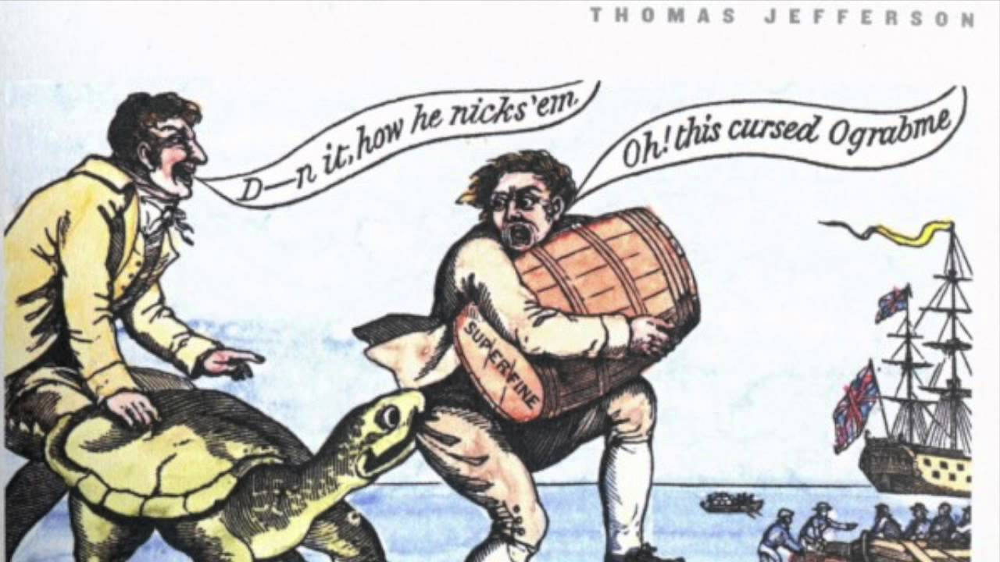 THOMAS JEFFERSON
D—n it, how he nicks 'em.
Oh! this cursed Ograbme
SUPERFINE